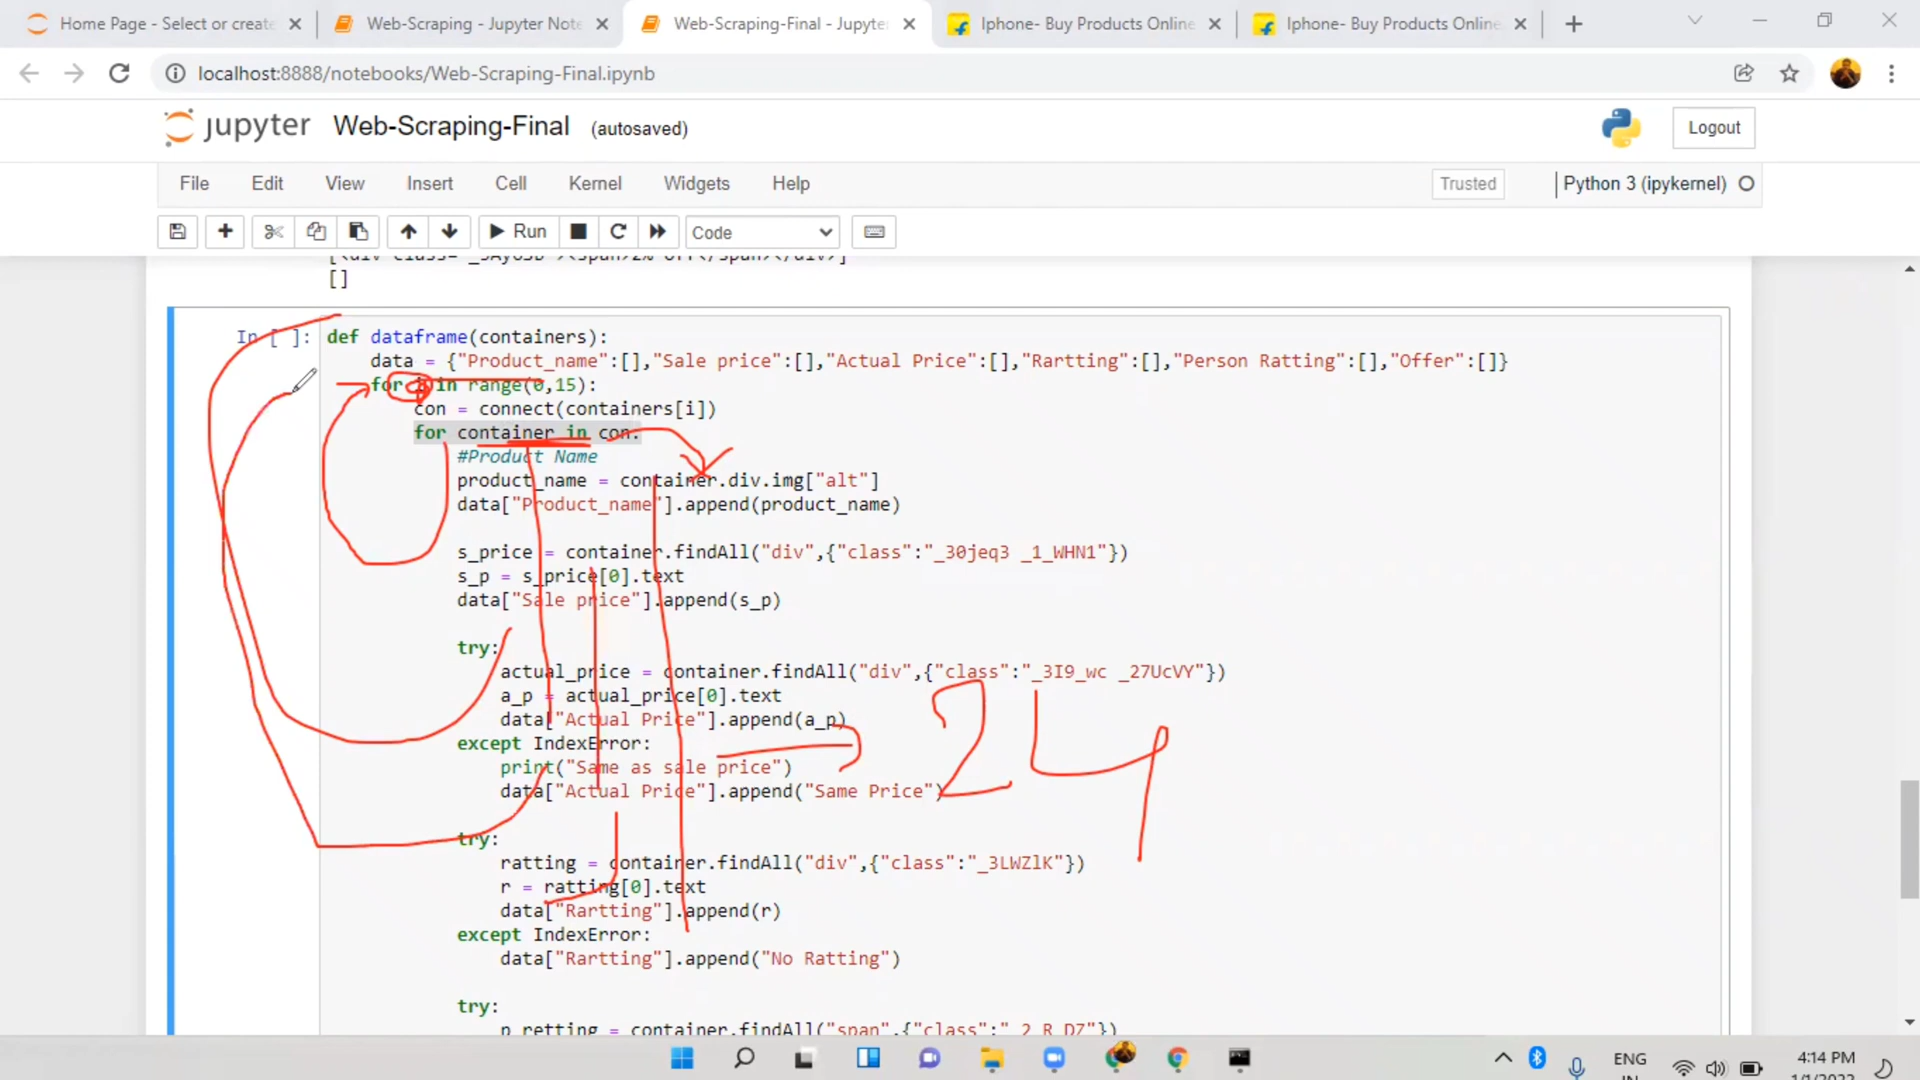 Home Page - Select or create
Web-Scraping - Jupyter Note
Web-Scraping-Final - Jupyter
Iphone- Buy Products Online
Iphone- Buy Products Online
localhost:8888/notebooks/Web-Scraping-Final.ipynb
jupyter Web-Scraping-Final (autosaved)
Logout
File Edit View Insert Cell Kernel Widgets Help
Trusted
Python 3 (ipykernel)
Run
Code
[]
In [ ]:
def dataframe(containers):
data = {"Product_name":[],"Sale price":[],"Actual Price":[],"Rartting":[],"Person Ratting":[],"Offer":[]}
for i in range(0,15):
con = connect(containers[i])
for container in con:
#Product Name
product_name = container.div.img["alt"]
data["Product_name"].append(product_name)
s_price = container.findAll("div",{"class":"_30jeq3 _1_WHN1"})
s_p = s_price[0].text
data["Sale price"].append(s_p)
try:
actual_price = container.findAll("div",{"class":"_3I9_wc _27UcVY"})
a_p = actual_price[0].text
data["Actual Price"].append(a_p)
except IndexError:
print("Same as sale price")
data["Actual Price"].append("Same Price")
24
try:
ratting = container.findAll("div",{"class":"_3LWZlK"})
r = ratting[0].text
data["Rartting"].append(r)
except IndexError:
data["Rartting"].append("No Ratting")
try:
p_retting = container.findAll("span",{"class":"_2_R_DZ"})
ENG
4:14 PM